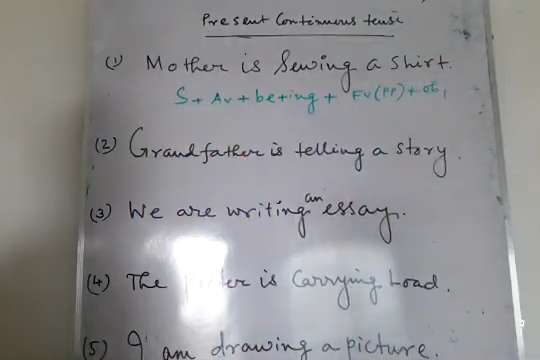 Present Continuous tense
(1) Mother is Sewing a Shirt.
S + Av + be + ing + FV (PP) + ob,
(2) Grandfather is telling a story.
(3) We are writing an essay.
(4) The is Carrying Load.
(5) I am drawing a picture.